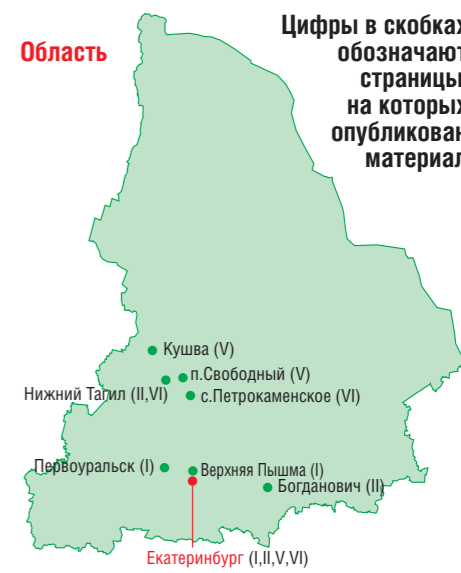 Область
Цифры в скобках
обозначают
страницы,
на которых
опубликован
материал
Кушва (V)
п.Свободный (V)
Нижний Тагил (II,VI)
с.Петрокаменское (VI)
Первоуральск (I)
Верхняя Пышма (I)
Богданович (II)
Екатеринбург (I,II,V,VI)